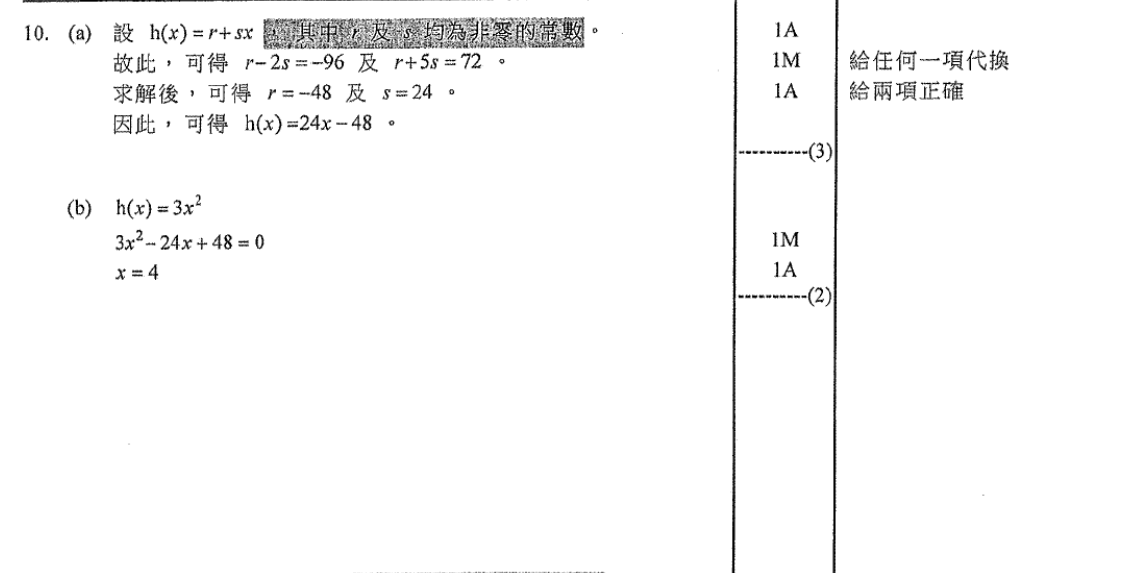 10. (a) 設 h(x) = r + sx ，其中 r 及 s 均為非零的常數。 1A
故此，可得 r − 2s = −96 及 r + 5s = 72 。 1M 給任何一項代換
求解後，可得 r = −48 及 s = 24 。 1A 給兩項正確
因此，可得 h(x) =24x − 48 。
----------(3)
(b) h(x) = 3x²
3x² − 24x + 48 = 0 1M
x = 4 1A
----------(2)